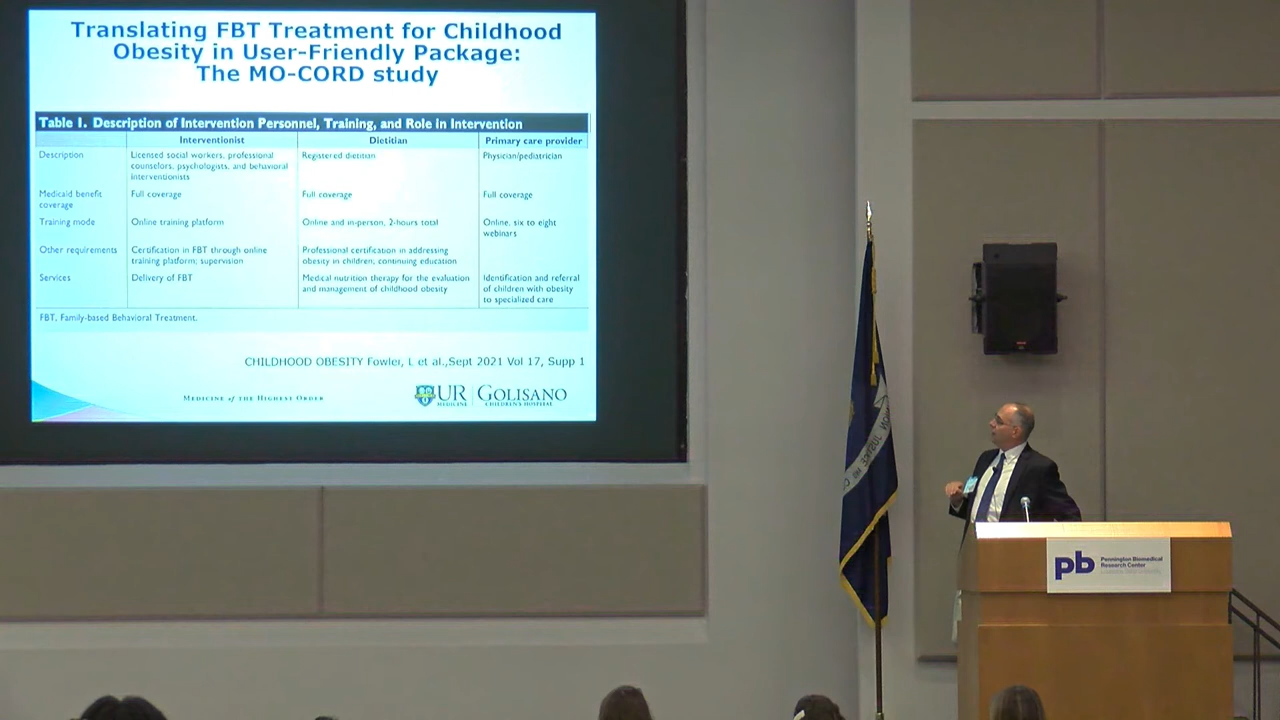 Translating FBT Treatment for Childhood
Obesity in User-Friendly Package:
The MO-CORD study
Table 1. Description of Intervention Personnel, Training, and Role in Intervention
Interventionist Dietitian Primary care provider
Description Licensed social workers, professional Registered dietitian Physician/pediatrician
counselors, psychologists, and behavioral
interventionists
Medicaid benefit Full coverage Full coverage Full coverage
coverage
Training mode Online training platform Online and in-person, 2-hours total Online, six to eight
webinars
Other requirements Certification in FBT through online Professional certification in addressing
training platform; supervision obesity in children; continuing education
Services Delivery of FBT Medical nutrition therapy for the evaluation Identification and referral
and management of childhood obesity of children with obesity
to specialized care
FBT, Family-based Behavioral Treatment.
CHILDHOOD OBESITY Fowler, L et al.,Sept 2021 Vol 17, Supp 1
MEDICINE of THE HIGHEST ORDER
UR MEDICINE | GOLISANO
CHILDREN'S HOSPITAL
JUSTICE
pb Pennington Biomedical
Research Center